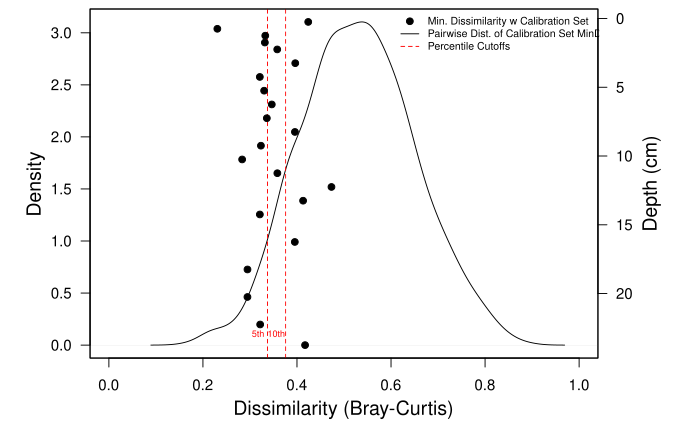 Min. Dissimilarity w Calibration Set
Pairwise Dist. of Calibration Set MinD
Percentile Cutoffs
3.0
2.5
2.0
1.5
1.0
0.5
0.0
Density
0
5
10
15
20
Depth (cm)
5th 10th
0.0 0.2 0.4 0.6 0.8 1.0
Dissimilarity (Bray-Curtis)